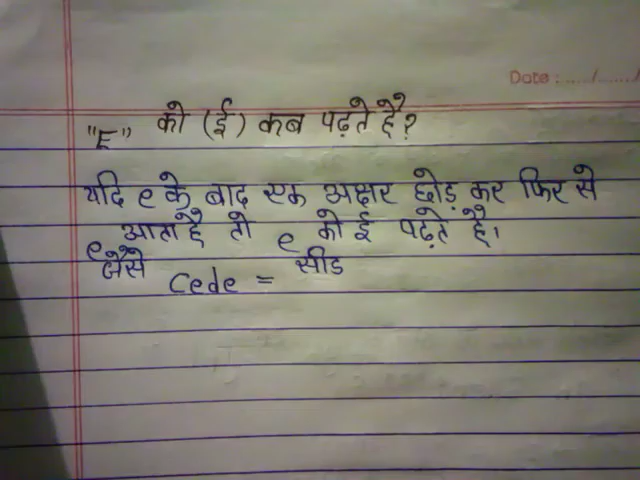 Date : ...../....../
"E" को (ई) कब पढ़ते है?
यदि e के बाद एक अक्षर छोड़ कर फिर से
e आता है तो e को ई पढ़ते है।
जैसे Cede = सीड